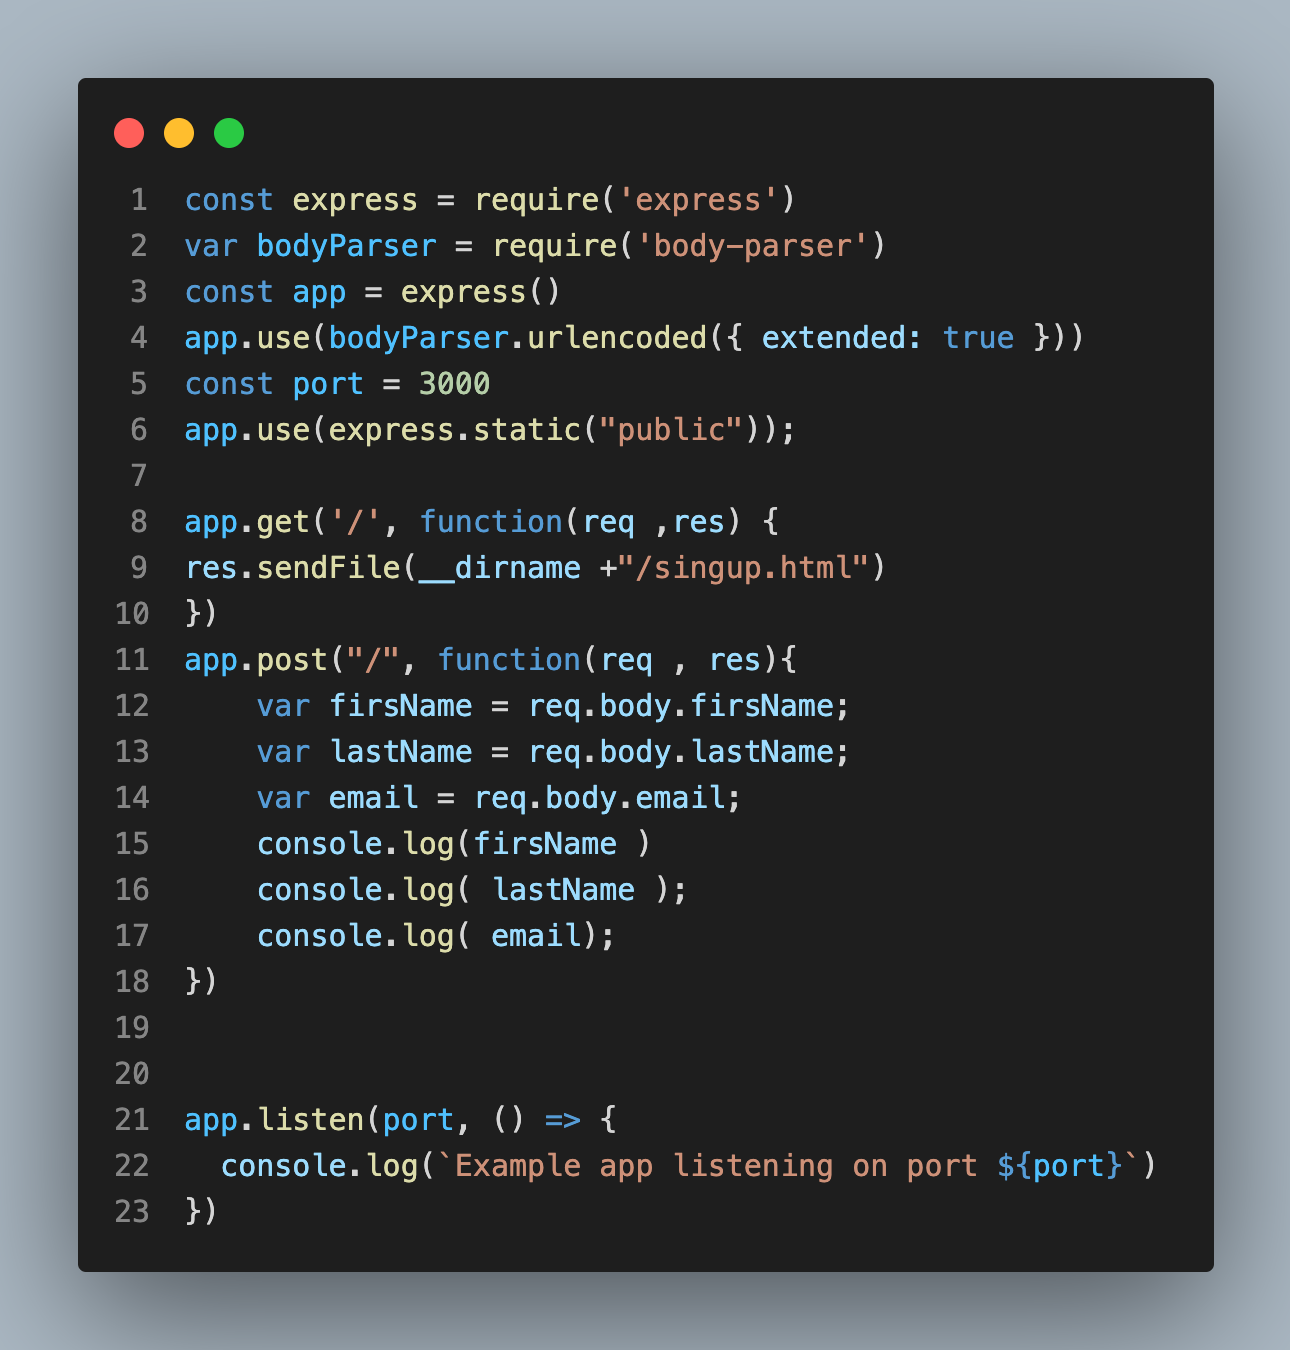 1 const express = require('express')
2 var bodyParser = require('body-parser')
3 const app = express()
4 app.use(bodyParser.urlencoded({ extended: true }))
5 const port = 3000
6 app.use(express.static("public"));
7
8 app.get('/', function(req ,res) {
9 res.sendFile(__dirname +"/singup.html")
10 })
11 app.post("/", function(req , res){
12     var firsName = req.body.firsName;
13     var lastName = req.body.lastName;
14     var email = req.body.email;
15     console.log(firsName )
16     console.log( lastName );
17     console.log( email);
18 })
19
20
21 app.listen(port, () => {
22   console.log(`Example app listening on port ${port}`)
23 })